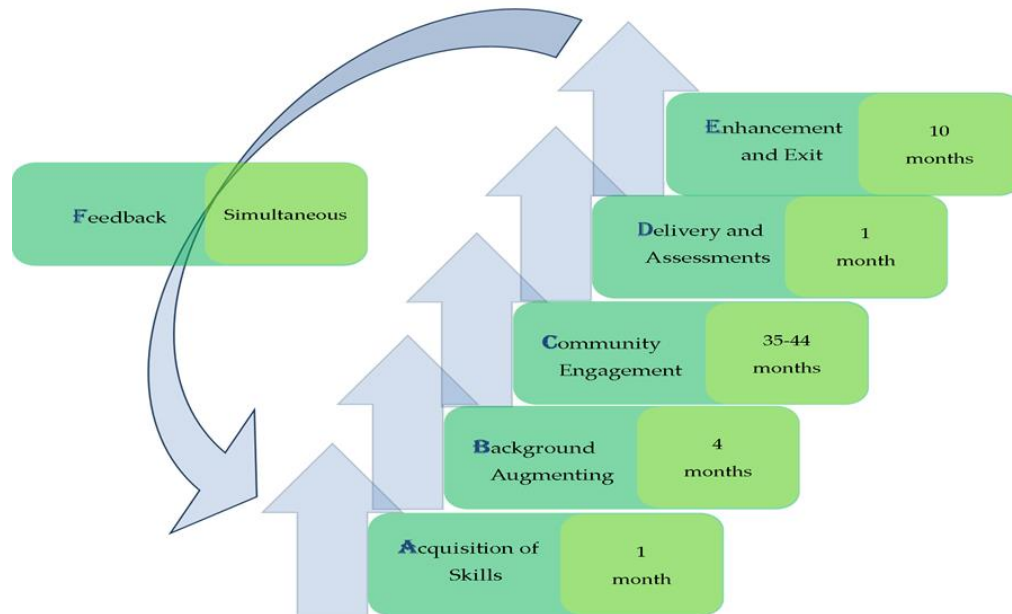 Enhancement
and Exit
10
months
Feedback
Simultaneous
Delivery and
Assessments
1
month
Community
Engagement
35-44
months
Background
Augmenting
4
months
Acquisition of
Skills
1
month